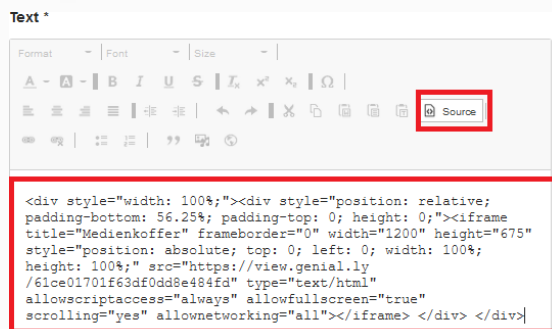 Text *
Format Font Size
A A B I U S Tx x² x₂ Ω
Source
<div style="width: 100%;"><div style="position: relative;
padding-bottom: 56.25%; padding-top: 0; height: 0;"><iframe
title="Medienkoffer" frameborder="0" width="1200" height="675"
style="position: absolute; top: 0; left: 0; width: 100%;
height: 100%;" src="https://view.genial.ly
/61ce01701f63df0dd8e484fd" type="text/html"
allowscriptaccess="always" allowfullscreen="true"
scrolling="yes" allownetworking="all"></iframe> </div> </div>